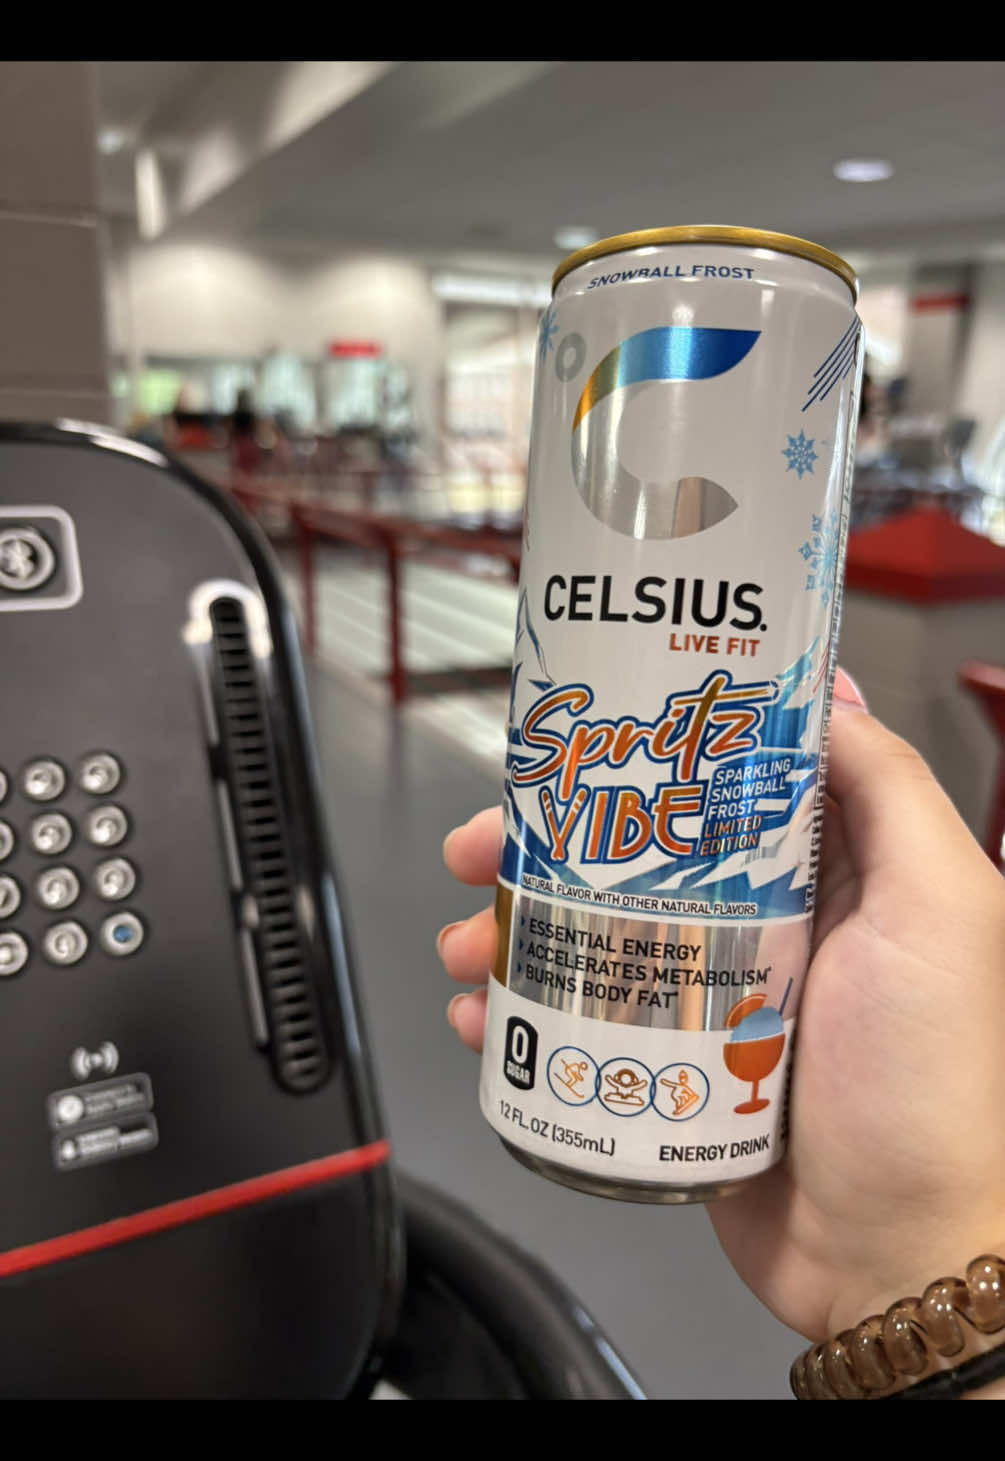 SNOWBALL FROST
CELSIUS.
LIVE FIT
Spritz
VIBE
SPARKLING
SNOWBALL
FROST
LIMITED
EDITION
NATURAL FLAVOR WITH OTHER NATURAL FLAVORS
ESSENTIAL ENERGY
ACCELERATES METABOLISM*
BURNS BODY FAT*
0
SUGAR
12 FL. OZ (355mL)
ENERGY DRINK